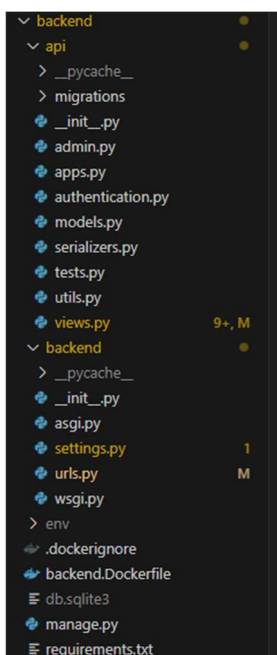 backend
api
__pycache__
migrations
__init__.py
admin.py
apps.py
authentication.py
models.py
serializers.py
tests.py
utils.py
views.py 9+, M
backend
__pycache__
__init__.py
asgi.py
settings.py 1
urls.py M
wsgi.py
env
.dockerignore
backend.Dockerfile
db.sqlite3
manage.py
requirements.txt